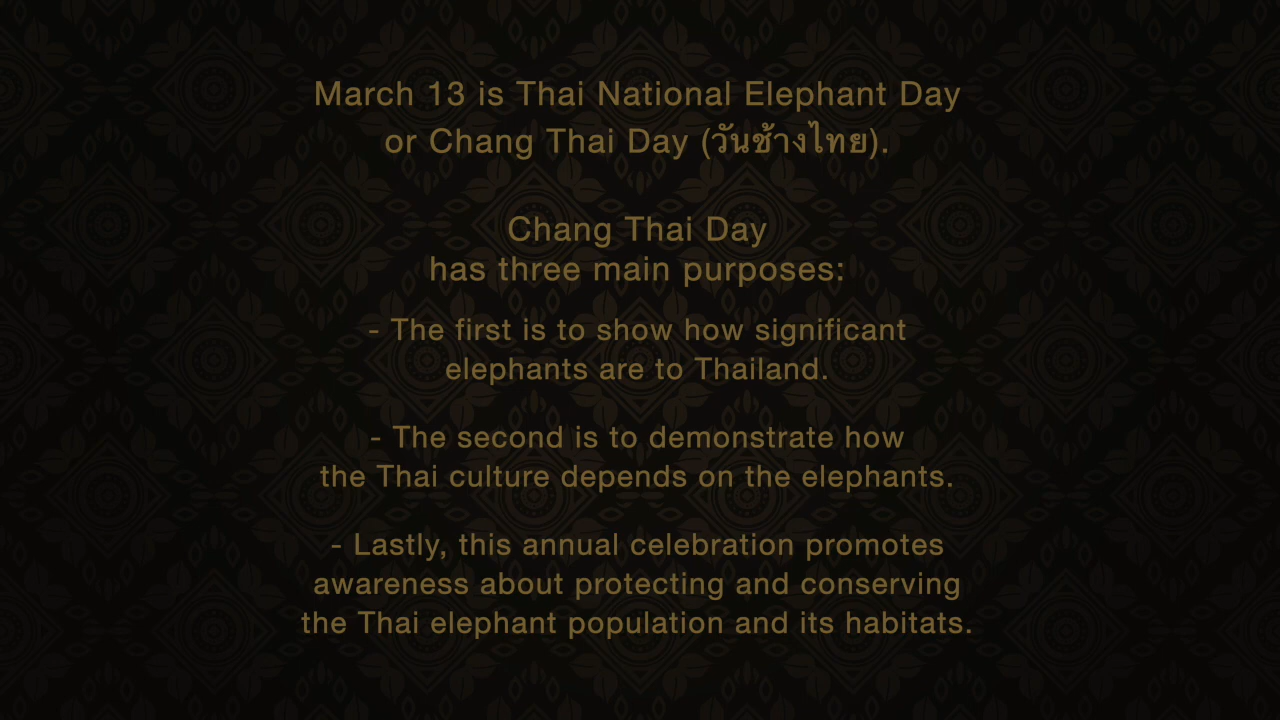 March 13 is Thai National Elephant Day
or Chang Thai Day (วันช้างไทย).
Chang Thai Day
has three main purposes:
- The first is to show how significant
elephants are to Thailand.
- The second is to demonstrate how
the Thai culture depends on the elephants.
- Lastly, this annual celebration promotes
awareness about protecting and conserving
the Thai elephant population and its habitats.